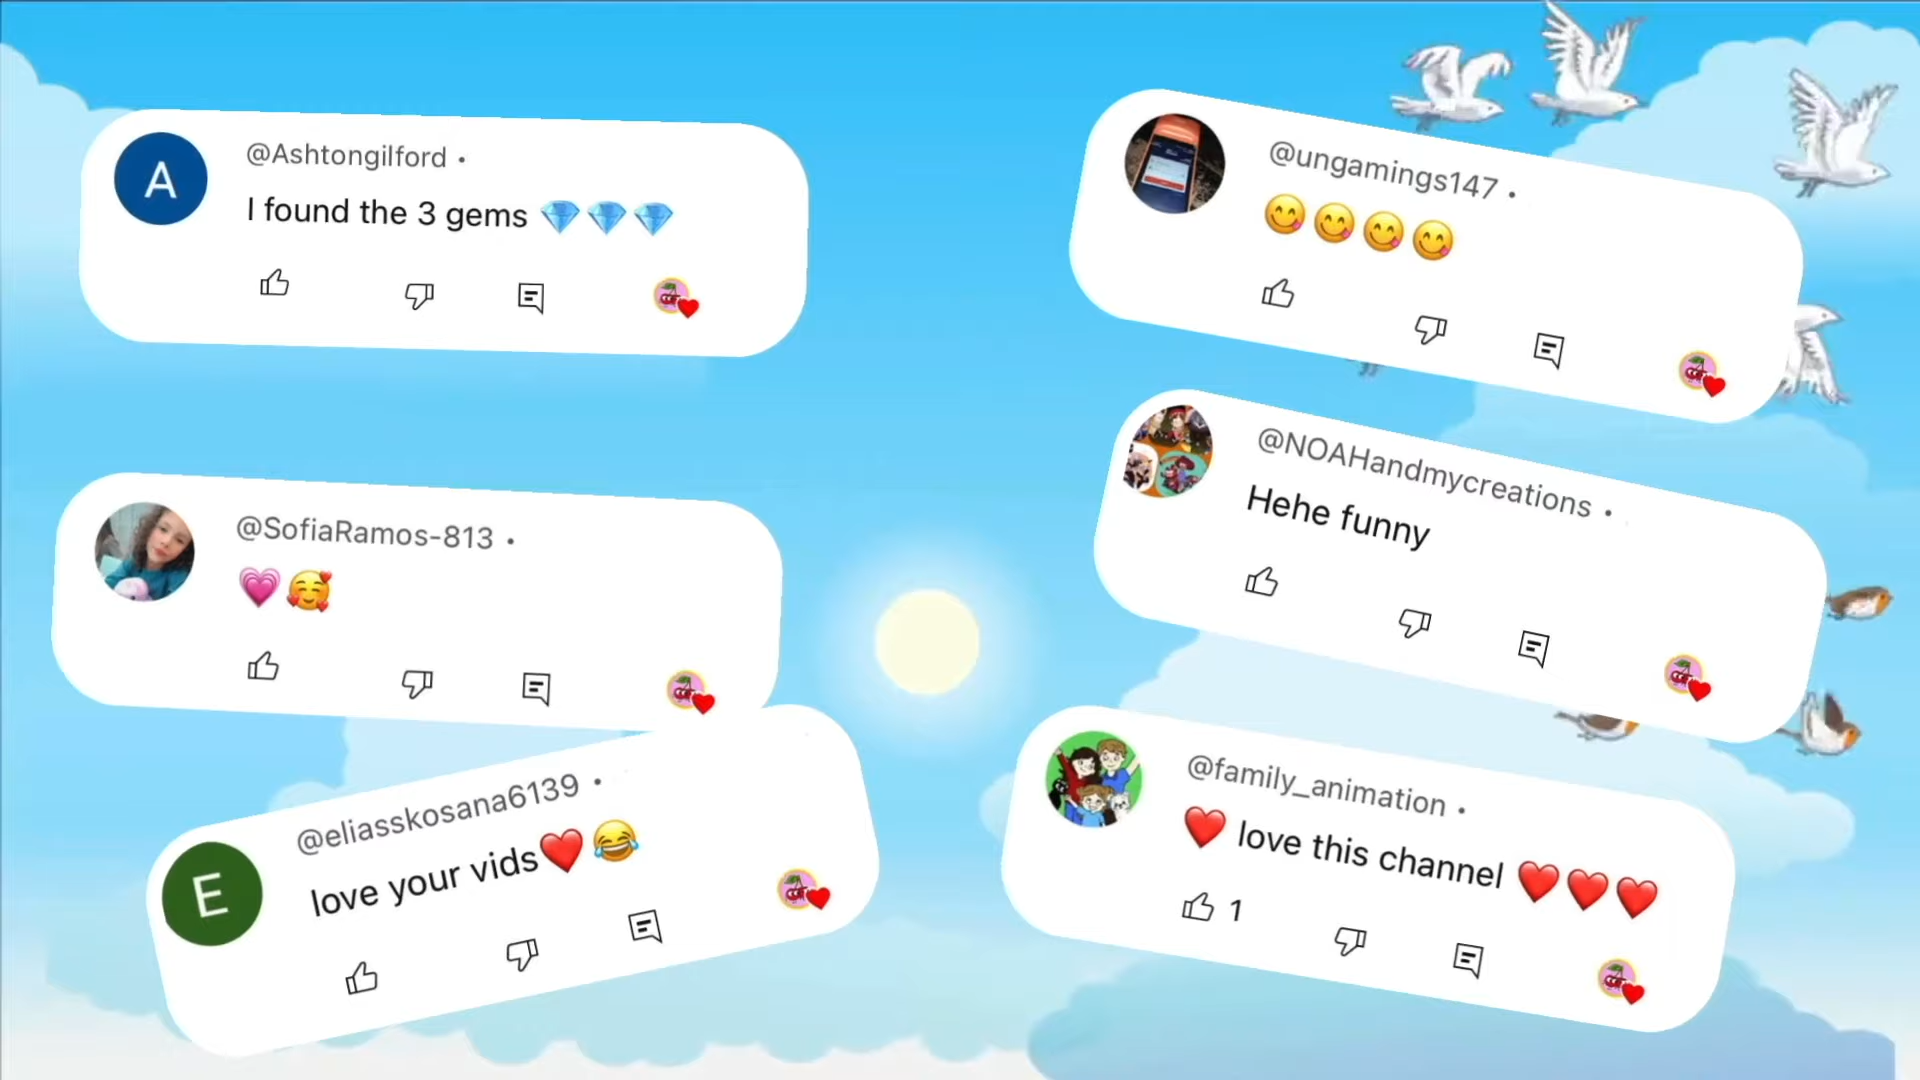 A
@Ashtongilford •
I found the 3 gems 💎💎💎
@ungamings147 •
😋😋😋😋
@NOAHandmycreations •
Hehe funny
@SofiaRamos-813 •
💗🥰
@eliasskosana6139 •
E
love your vids❤️😂
@family_animation •
❤️ love this channel ❤️❤️❤️
1